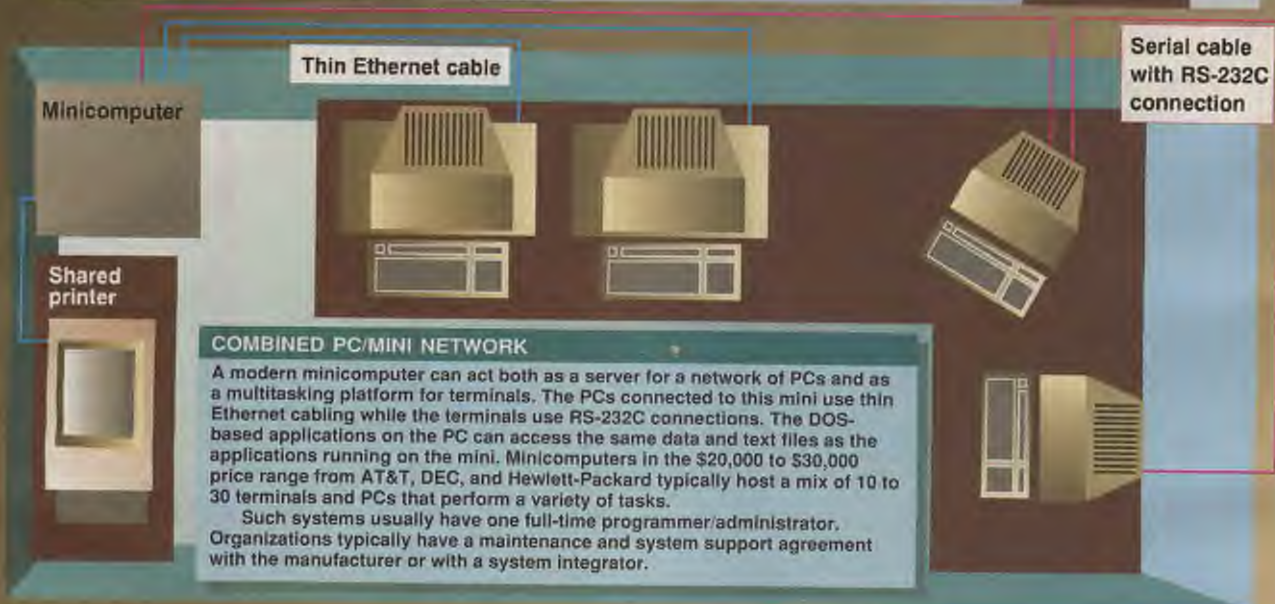 Thin Ethernet cable
Serial cable
with RS-232C
connection
Minicomputer
Shared
printer
COMBINED PC/MINI NETWORK
A modern minicomputer can act both as a server for a network of PCs and as
a multitasking platform for terminals. The PCs connected to this mini use thin
Ethernet cabling while the terminals use RS-232C connections. The DOS-
based applications on the PC can access the same data and text files as the
applications running on the mini. Minicomputers in the $20,000 to $30,000
price range from AT&T, DEC, and Hewlett-Packard typically host a mix of 10 to
30 terminals and PCs that perform a variety of tasks.
Such systems usually have one full-time programmer/administrator.
Organizations typically have a maintenance and system support agreement
with the manufacturer or with a system integrator.